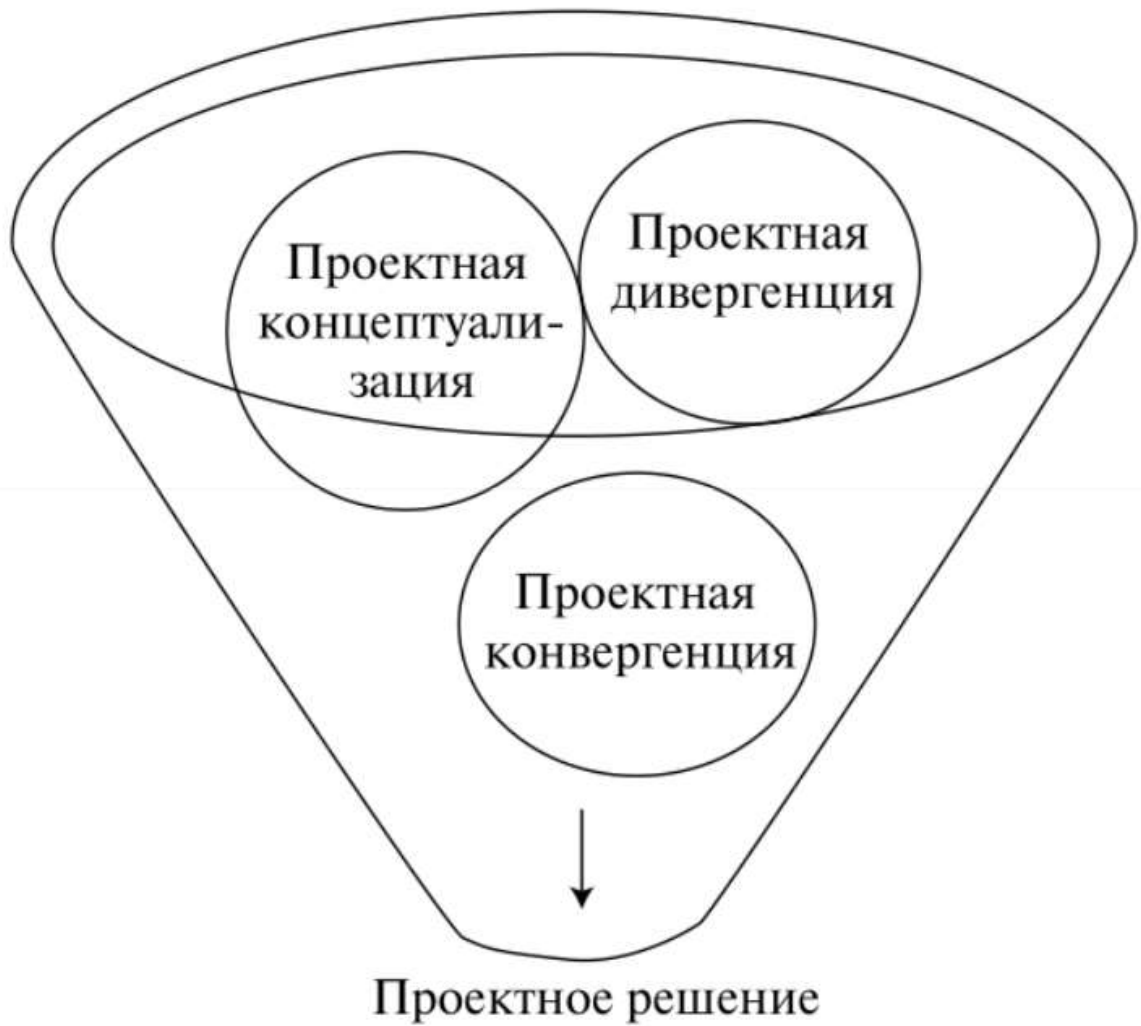 Проектная
концептуали-
зация
Проектная
дивергенция
Проектная
конвергенция
Проектное решение